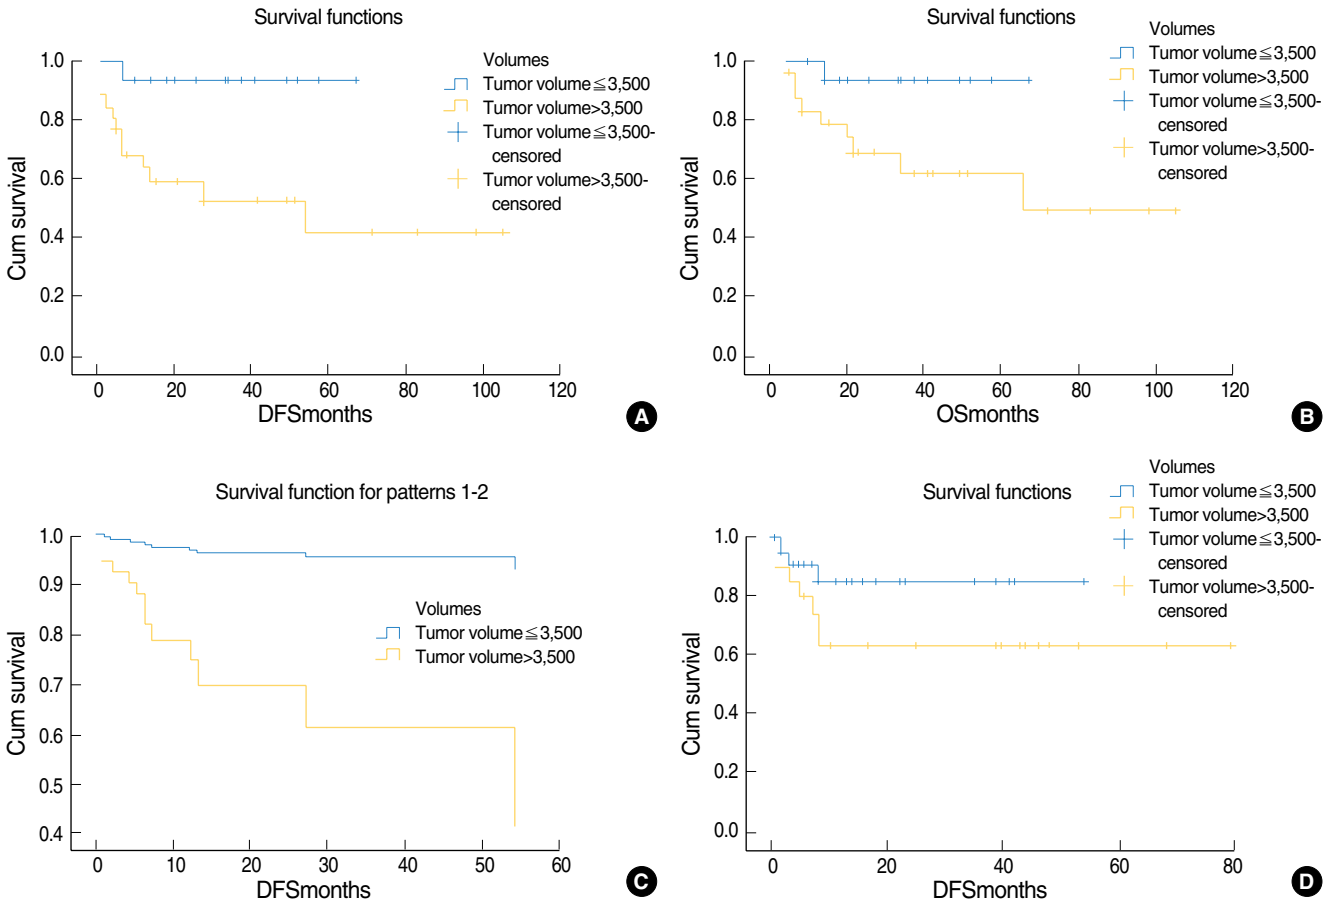 Survival functions
Cum survival
1.0
0.8
0.6
0.4
0.2
0.0
0
20
40
60
80
100
120
DFSmonths
Volumes
Tumor volume≦3,500
Tumor volume>3,500
Tumor volume≦3,500-
censored
Tumor volume>3,500-
censored
A
Survival functions
Cum survival
1.0
0.8
0.6
0.4
0.2
0.0
0
20
40
60
80
100
120
OSmonths
Volumes
Tumor volume≦3,500
Tumor volume>3,500
Tumor volume≦3,500-
censored
Tumor volume>3,500-
censored
B
Survival function for patterns 1-2
Cum survival
1.0
0.9
0.8
0.7
0.6
0.5
0.4
0
10
20
30
40
50
60
DFSmonths
Volumes
Tumor volume≦3,500
Tumor volume>3,500
C
Survival functions
Cum survival
1.0
0.8
0.6
0.4
0.2
0.0
0
20
40
60
80
DFSmonths
Volumes
Tumor volume≦3,500
Tumor volume>3,500
Tumor volume≦3,500-
censored
Tumor volume>3,500-
censored
D